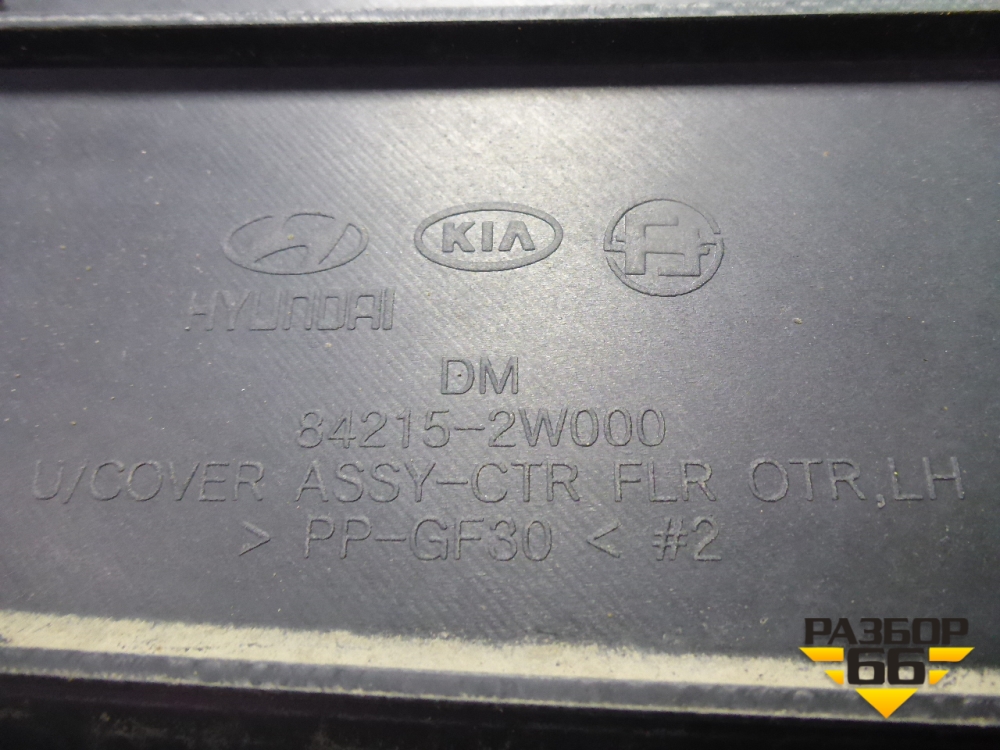 KIA
HYUNDAI
DM
84215-2W000
U/COVER ASSY-CTR FLR OTR,LH
> PP-GF30 < #2
РАЗБОР
66